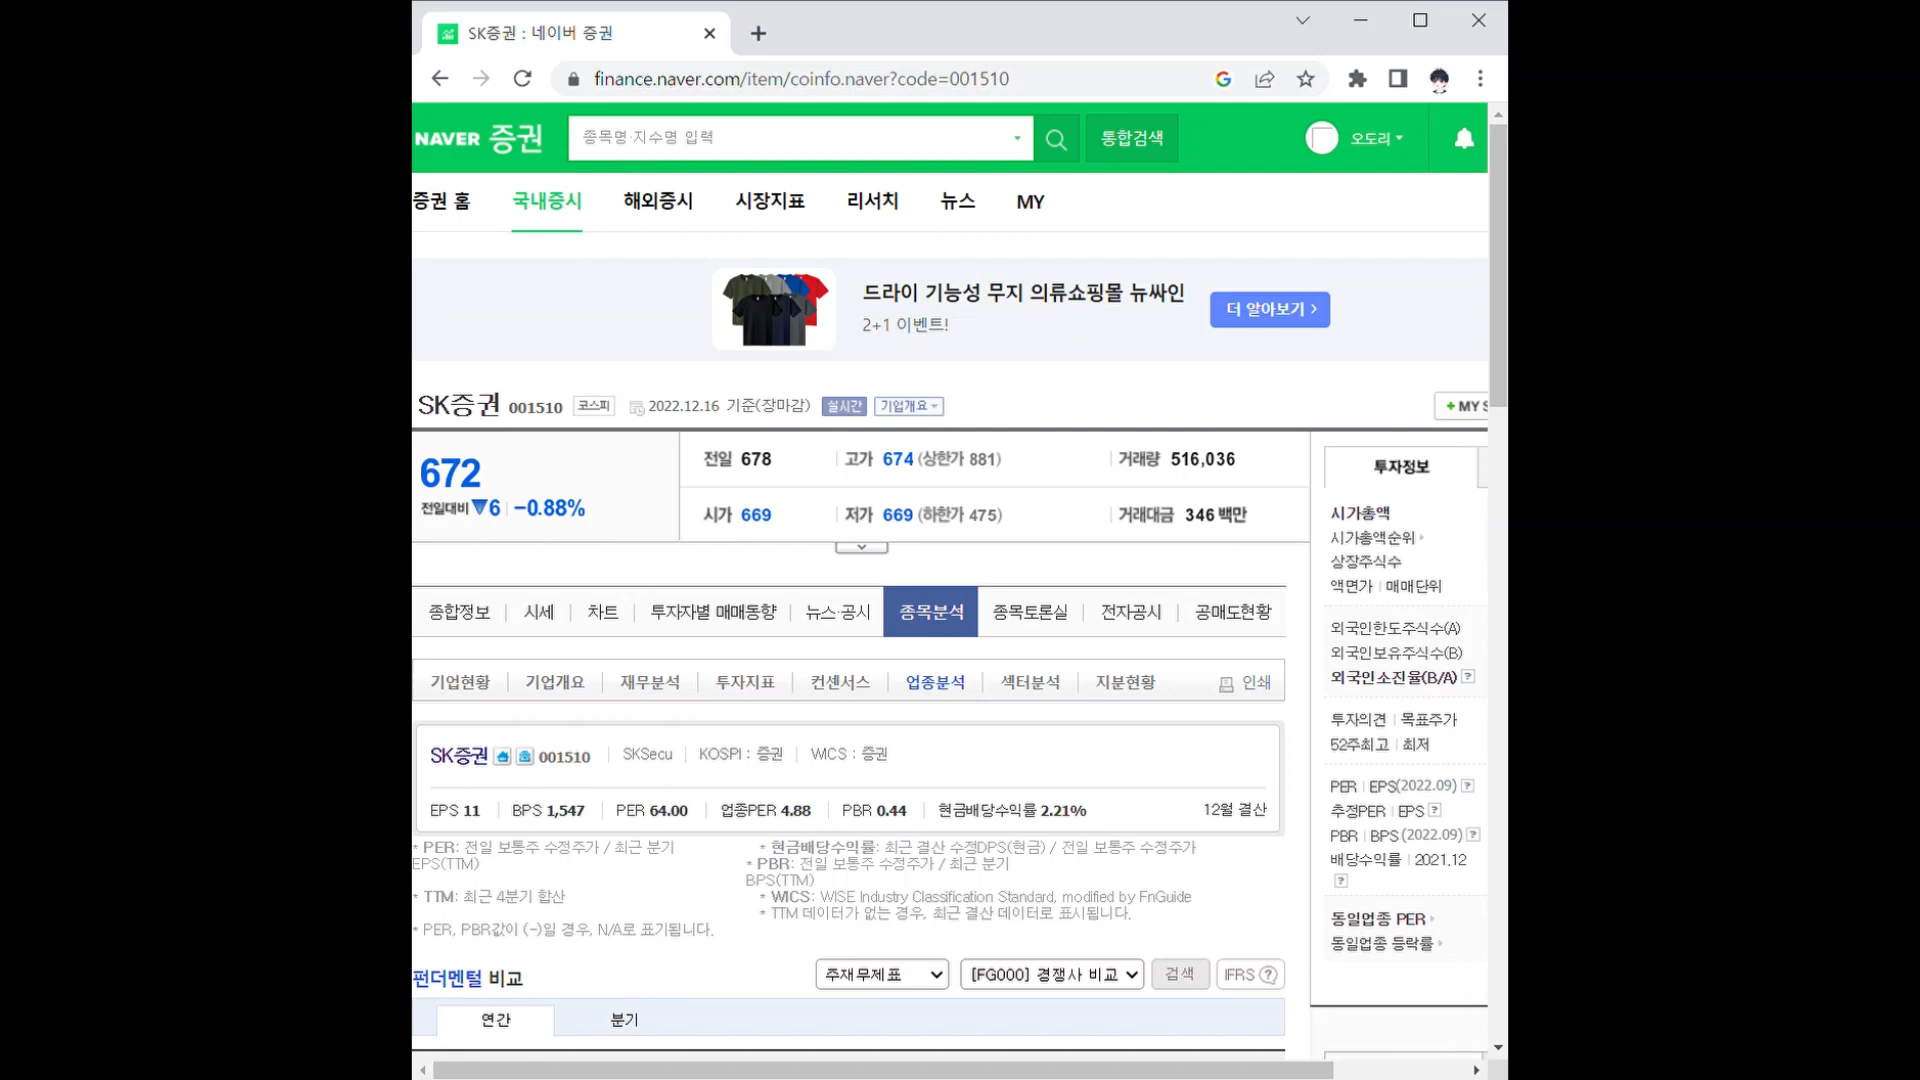 SK증권 : 네이버 증권
finance.naver.com/item/coinfo.naver?code=001510
NAVER 증권
종목명·지수명 입력
통합검색
오도리
증권 홈 국내증시 해외증시 시장지표 리서치 뉴스 MY
드라이 기능성 무지 의류쇼핑몰 뉴싸인
2+1 이벤트!
더 알아보기 >
SK증권 001510 코스피 2022.12.16 기준(장마감) 실시간 기업개요
+ MY S
672
전일대비 ▼6 -0.88%
전일 678 고가 674 (상한가 881) 거래량 516,036
시가 669 저가 669 (하한가 475) 거래대금 346 백만
종합정보 시세 차트 투자자별 매매동향 뉴스·공시 종목분석 종목토론실 전자공시 공매도현황
기업현황 기업개요 재무분석 투자지표 컨센서스 업종분석 섹터분석 지분현황 인쇄
SK증권 001510 SKSecu KOSPI : 증권 WICS : 증권
EPS 11 BPS 1,547 PER 64.00 업종PER 4.88 PBR 0.44 현금배당수익률 2.21% 12월 결산
* PER: 전일 보통주 수정주가 / 최근 분기
EPS(TTM)
* TTM: 최근 4분기 합산
* PER, PBR값이 (-)일 경우, N/A로 표기됩니다.
* 현금배당수익률: 최근 결산 수정DPS(현금) / 전일 보통주 수정주가
* PBR: 전일 보통주 수정주가 / 최근 분기
BPS(TTM)
* WICS: WISE Industry Classification Standard, modified by FnGuide
* TTM 데이터가 없는 경우, 최근 결산 데이터로 표시됩니다.
펀더멘털 비교
주재무제표 [FG000] 경쟁사 비교 검색 IFRS ?
연간 분기
투자정보
시가총액
시가총액순위
상장주식수
액면가 매매단위
외국인한도주식수(A)
외국인보유주식수(B)
외국인소진율(B/A) ?
투자의견 목표주가
52주최고 최저
PER EPS(2022.09) ?
추정PER EPS ?
PBR BPS (2022.09) ?
배당수익률 2021.12
?
동일업종 PER
동일업종 등락률